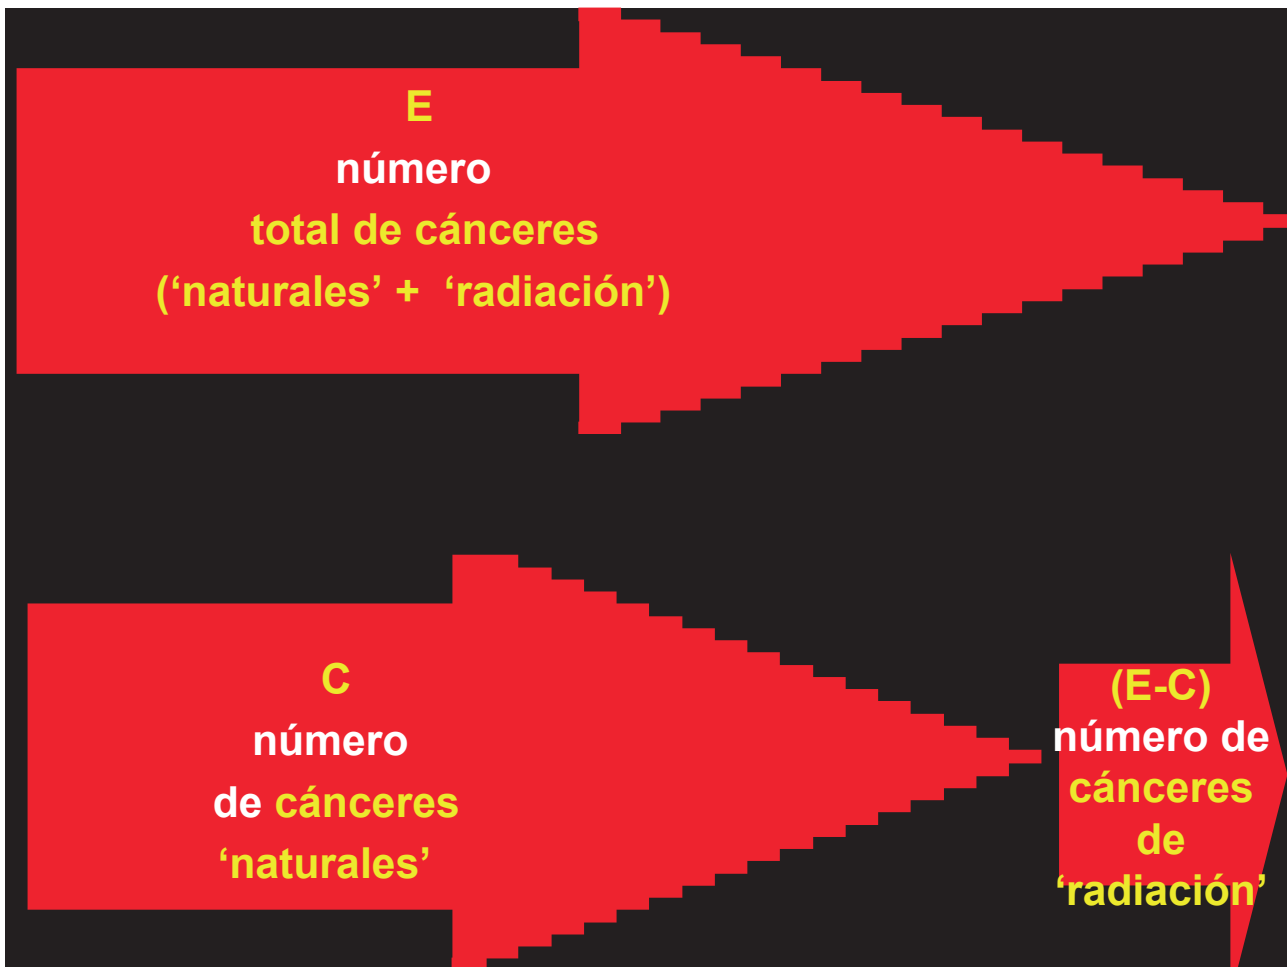 E
número
total de cánceres
(‘naturales’ + ‘radiación’)
C
número
de cánceres
‘naturales’
(E-C)
número de
cánceres
de
‘radiación’